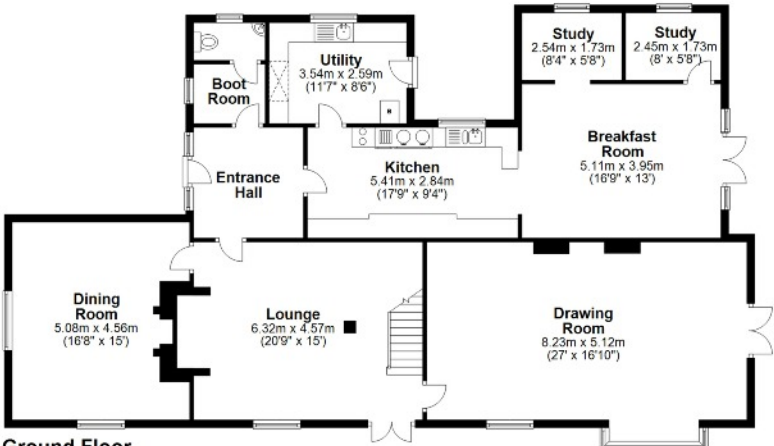 Study
2.54m x 1.73m
(8'4" x 5'8")
Study
2.45m x 1.73m
(8' x 5'8")
Utility
3.54m x 2.59m
(11'7" x 8'6")
Boot
Room
Breakfast
Room
5.11m x 3.95m
(16'9" x 13')
Kitchen
5.41m x 2.84m
(17'9" x 9'4")
Entrance
Hall
Dining
Room
5.08m x 4.56m
(16'8" x 15')
Lounge
6.32m x 4.57m
(20'9" x 15')
Drawing
Room
8.23m x 5.12m
(27' x 16'10")
Ground Floor